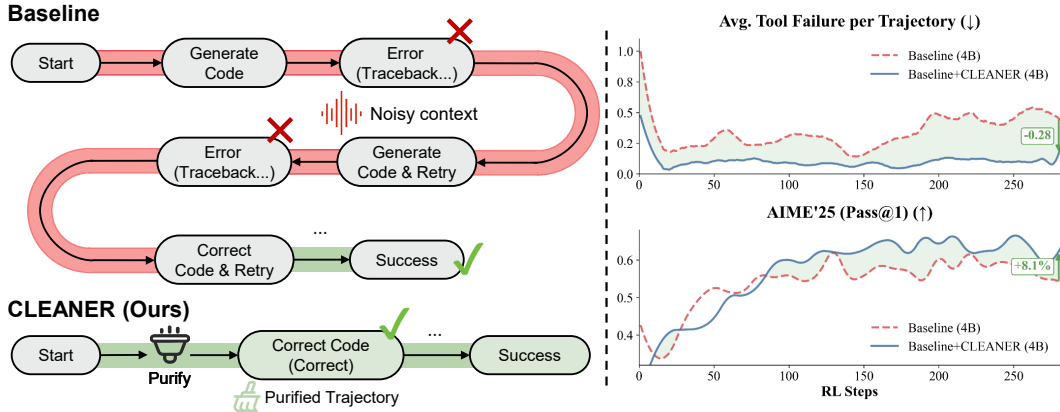 Baseline
Start
Generate
Code
Error
(Traceback...)
Noisy context
Error
(Traceback...)
Generate
Code & Retry
Correct
Code & Retry
...
Success
CLEANER (Ours)
Start
Purify
Correct Code
(Correct)
...
Success
Purified Trajectory
Avg. Tool Failure per Trajectory (↓)
1.0
0.8
0.5
0.2
0.0
Baseline (4B)
Baseline+CLEANER (4B)
-0.28
0
50
100
150
200
250
AIME'25 (Pass@1) (↑)
0.6
0.5
0.4
+8.1%
Baseline (4B)
Baseline+CLEANER (4B)
0
50
100
150
200
250
RL Steps